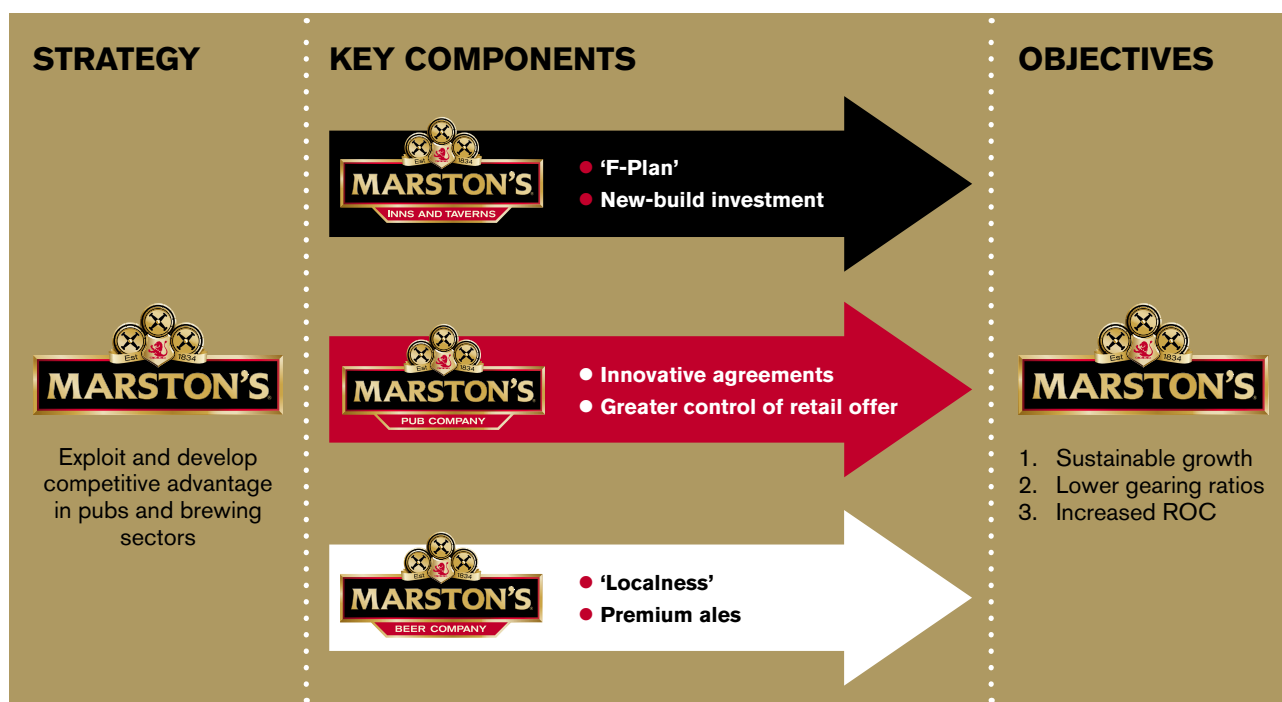 STRATEGY
Est 1834
MARSTON'S
Exploit and develop
competitive advantage
in pubs and brewing
sectors
KEY COMPONENTS
Est 1834
MARSTON'S
INNS AND TAVERNS
• ‘F-Plan’
• New-build investment
Est 1834
MARSTON'S
PUB COMPANY
• Innovative agreements
• Greater control of retail offer
Est 1834
MARSTON'S
BEER COMPANY
• ‘Localness’
• Premium ales
OBJECTIVES
Est 1834
MARSTON'S
1. Sustainable growth
2. Lower gearing ratios
3. Increased ROC